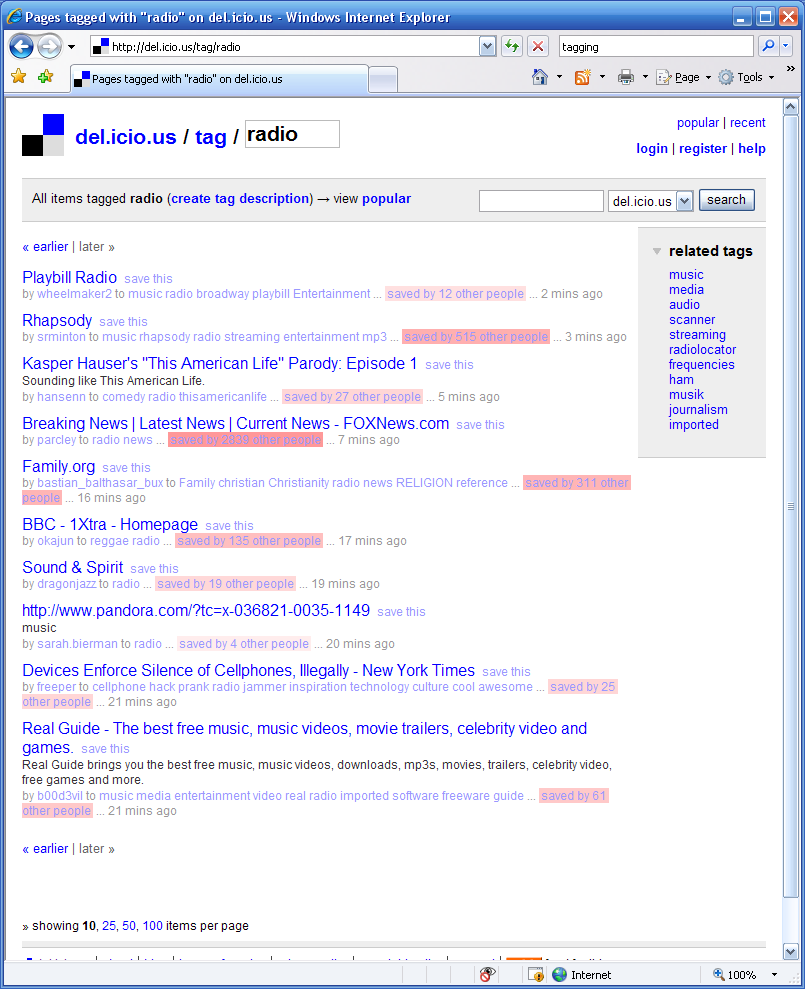 Pages tagged with "radio" on del.icio.us - Windows Internet Explorer
http://del.icio.us/tag/radio
tagging
Pages tagged with "radio" on del.icio.us
Page
Tools
del.icio.us / tag / radio
popular | recent
login | register | help
All items tagged radio (create tag description) → view popular
del.icio.us
search
« earlier | later »
Playbill Radio save this
by wheelmaker2 to music radio broadway playbill Entertainment ... saved by 12 other people ... 2 mins ago
Rhapsody save this
by srminton to music rhapsody radio streaming entertainment mp3 ... saved by 515 other people ... 3 mins ago
Kasper Hauser's "This American Life" Parody: Episode 1 save this
Sounding like This American Life.
by hansenn to comedy radio thisamericanlife ... saved by 27 other people ... 5 mins ago
Breaking News | Latest News | Current News - FOXNews.com save this
by parcley to radio news ... saved by 2839 other people ... 7 mins ago
Family.org save this
by bastian_balthasar_bux to Family christian Christianity radio news RELIGION reference ... saved by 311 other
people ... 16 mins ago
BBC - 1Xtra - Homepage save this
by okajun to reggae radio ... saved by 135 other people ... 17 mins ago
Sound & Spirit save this
by dragonjazz to radio ... saved by 19 other people ... 19 mins ago
http://www.pandora.com/?tc=x-036821-0035-1149 save this
music
by sarah.bierman to radio ... saved by 4 other people ... 20 mins ago
Devices Enforce Silence of Cellphones, Illegally - New York Times save this
by freeper to cellphone hack prank radio jammer inspiration technology culture cool awesome ... saved by 25
other people ... 21 mins ago
Real Guide - The best free music, music videos, movie trailers, celebrity video and
games. save this
Real Guide brings you the best free music, music videos, downloads, mp3s, movies, trailers, celebrity video,
free games and more.
by b00d3vil to music media entertainment video real radio imported software freeware guide ... saved by 61
other people ... 21 mins ago
« earlier | later »
» showing 10, 25, 50, 100 items per page
related tags
music
media
audio
scanner
streaming
radiolocator
frequencies
ham
musik
journalism
imported
Internet
100%